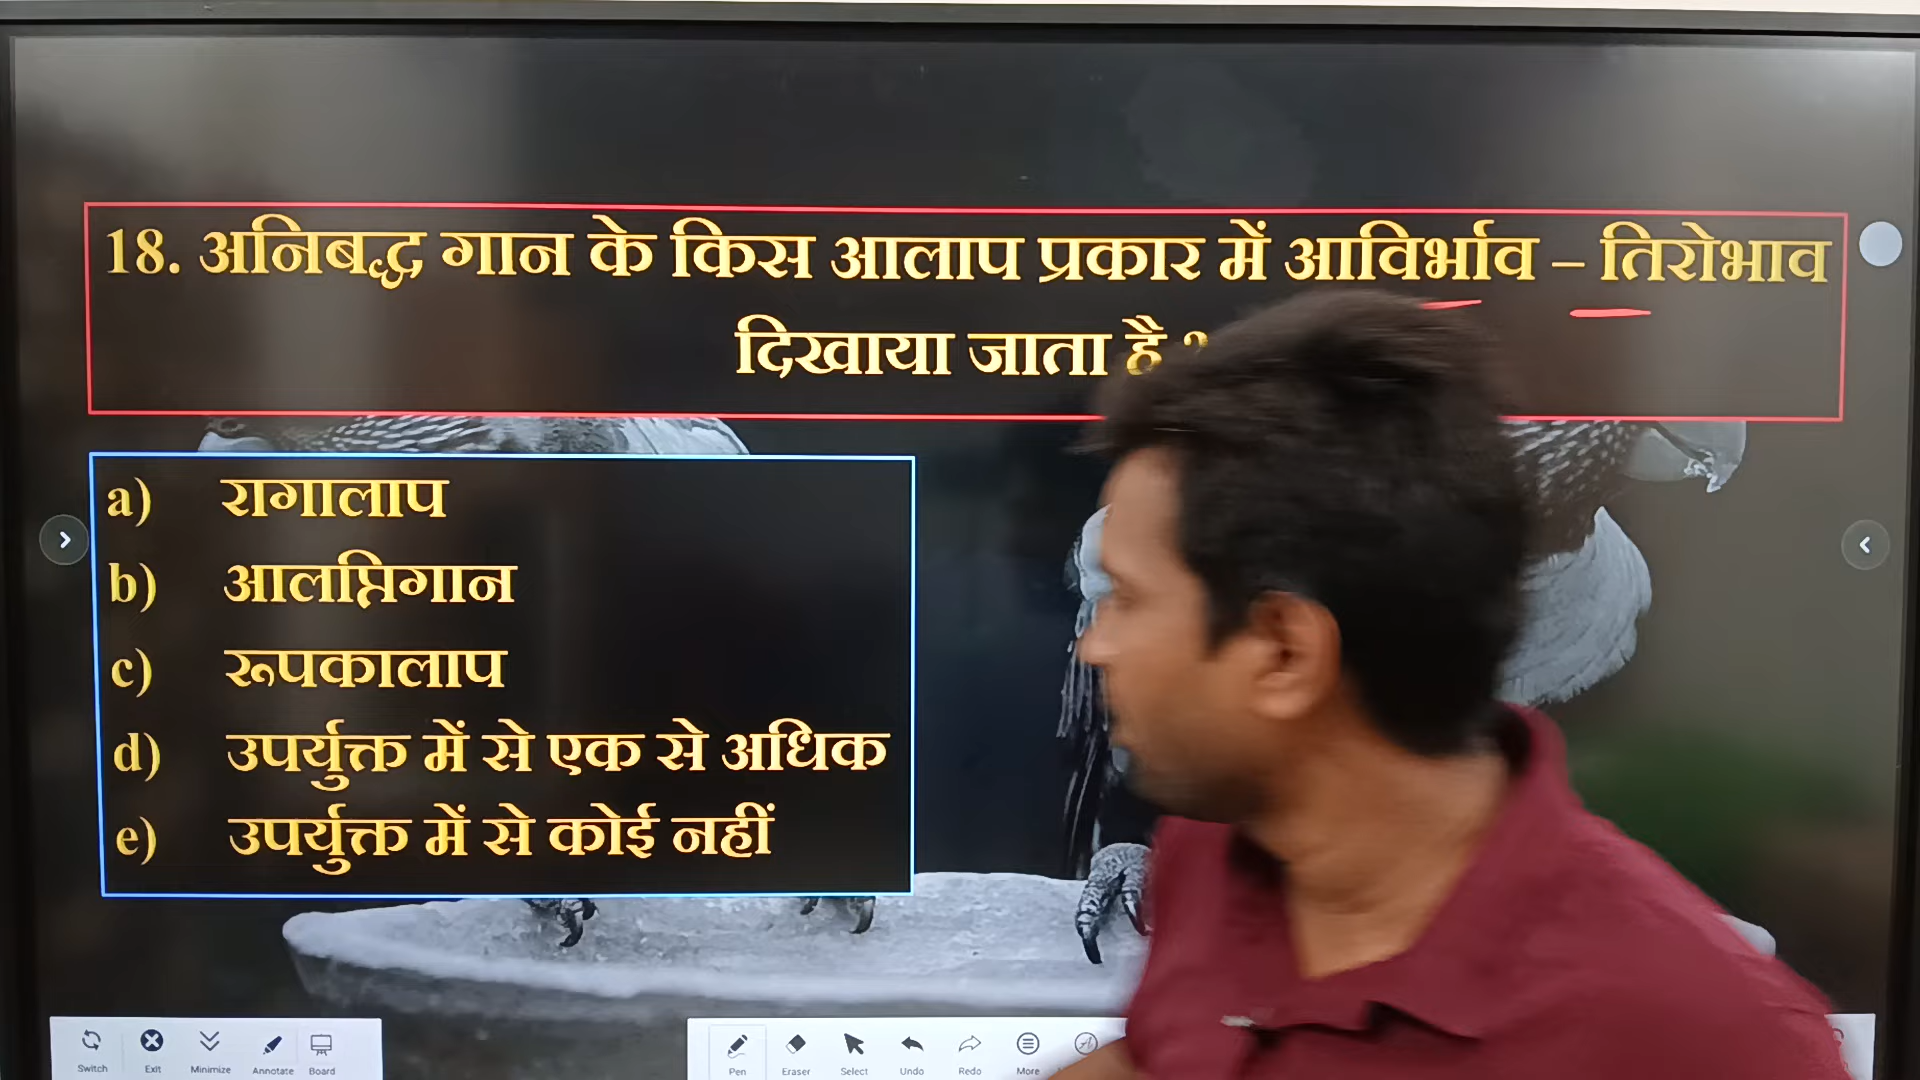 18. अनिबद्ध गान के किस आलाप प्रकार में आविर्भाव – तिरोभाव
दिखाया जाता है ?
a) रागालाप
b) आलप्तिगान
c) रूपकालाप
d) उपर्युक्त में से एक से अधिक
e) उपर्युक्त में से कोई नहीं
Switch Exit Minimize Annotate Board Pen Eraser Select Undo Redo More